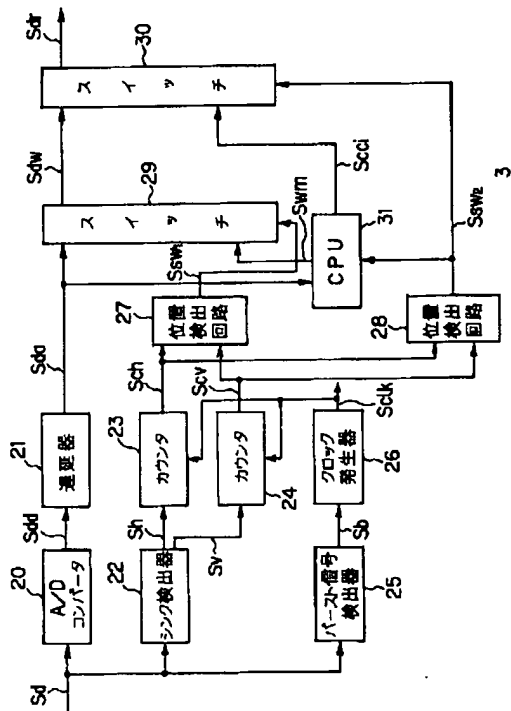 Sd
20
A/D
コンバータ
Sdd
21
遅延器
Sda
29
スイッチ
Sdw
30
スイッチ
Sdr
22
シンク検出器
Sh
Sv
23
カウンタ
Sch
24
カウンタ
Scv
27
位置
検出
回路
Ssw₁
Swm
31
CPU
Scci
25
バースト信号
検出器
Sb
26
クロック
発生器
Sclk
28
位置
検出
回路
Ssw₂
3